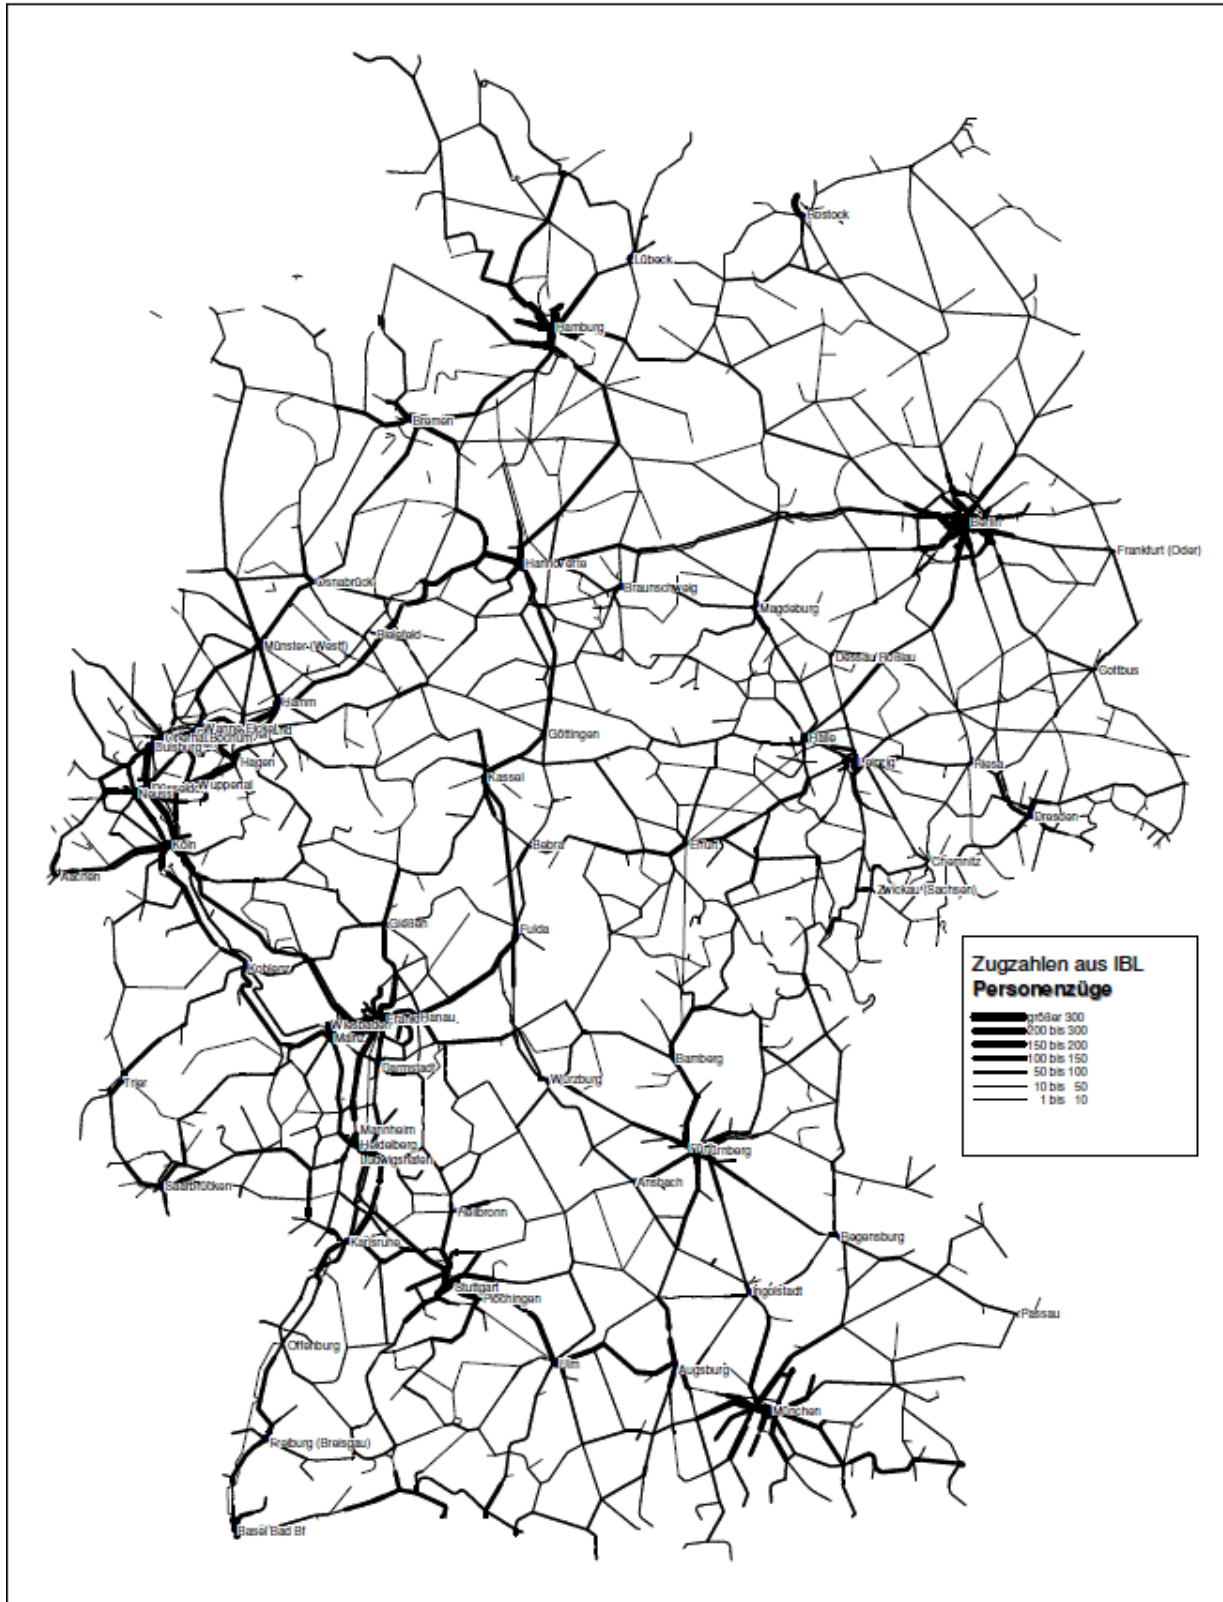 Rostock
Lübeck
Hamburg
Bremen
Berlin
Frankfurt (Oder)
Hannover
Osnabrück
Braunschweig
Magdeburg
Bielefeld
Münster (Westf)
Dessau Roßlau
Cottbus
Hamm
Göttingen
Halle
Duisburg
Bochum
Hagen
Leipzig
Riesa
Kassel
Wuppertal
Neuss
Dresden
Köln
Bebra
Erfurt
Chemnitz
Aachen
Zwickau (Sachsen)
Gießen
Fulda
Koblenz
Zugzahlen aus IBL
Personenzüge
größer 300
200 bis 300
150 bis 200
100 bis 150
50 bis 100
10 bis 50
1 bis 10
Hanau
Wiesbaden
Mainz
Bamberg
Darmstadt
Trier
Würzburg
Mannheim
Heidelberg
Ludwigshafen
Nürnberg
Saarbrücken
Ansbach
Heilbronn
Karlsruhe
Regensburg
Stuttgart
Plochingen
Ingolstadt
Passau
Offenburg
Ulm
Augsburg
München
Freiburg (Breisgau)
Basel Bad Bf